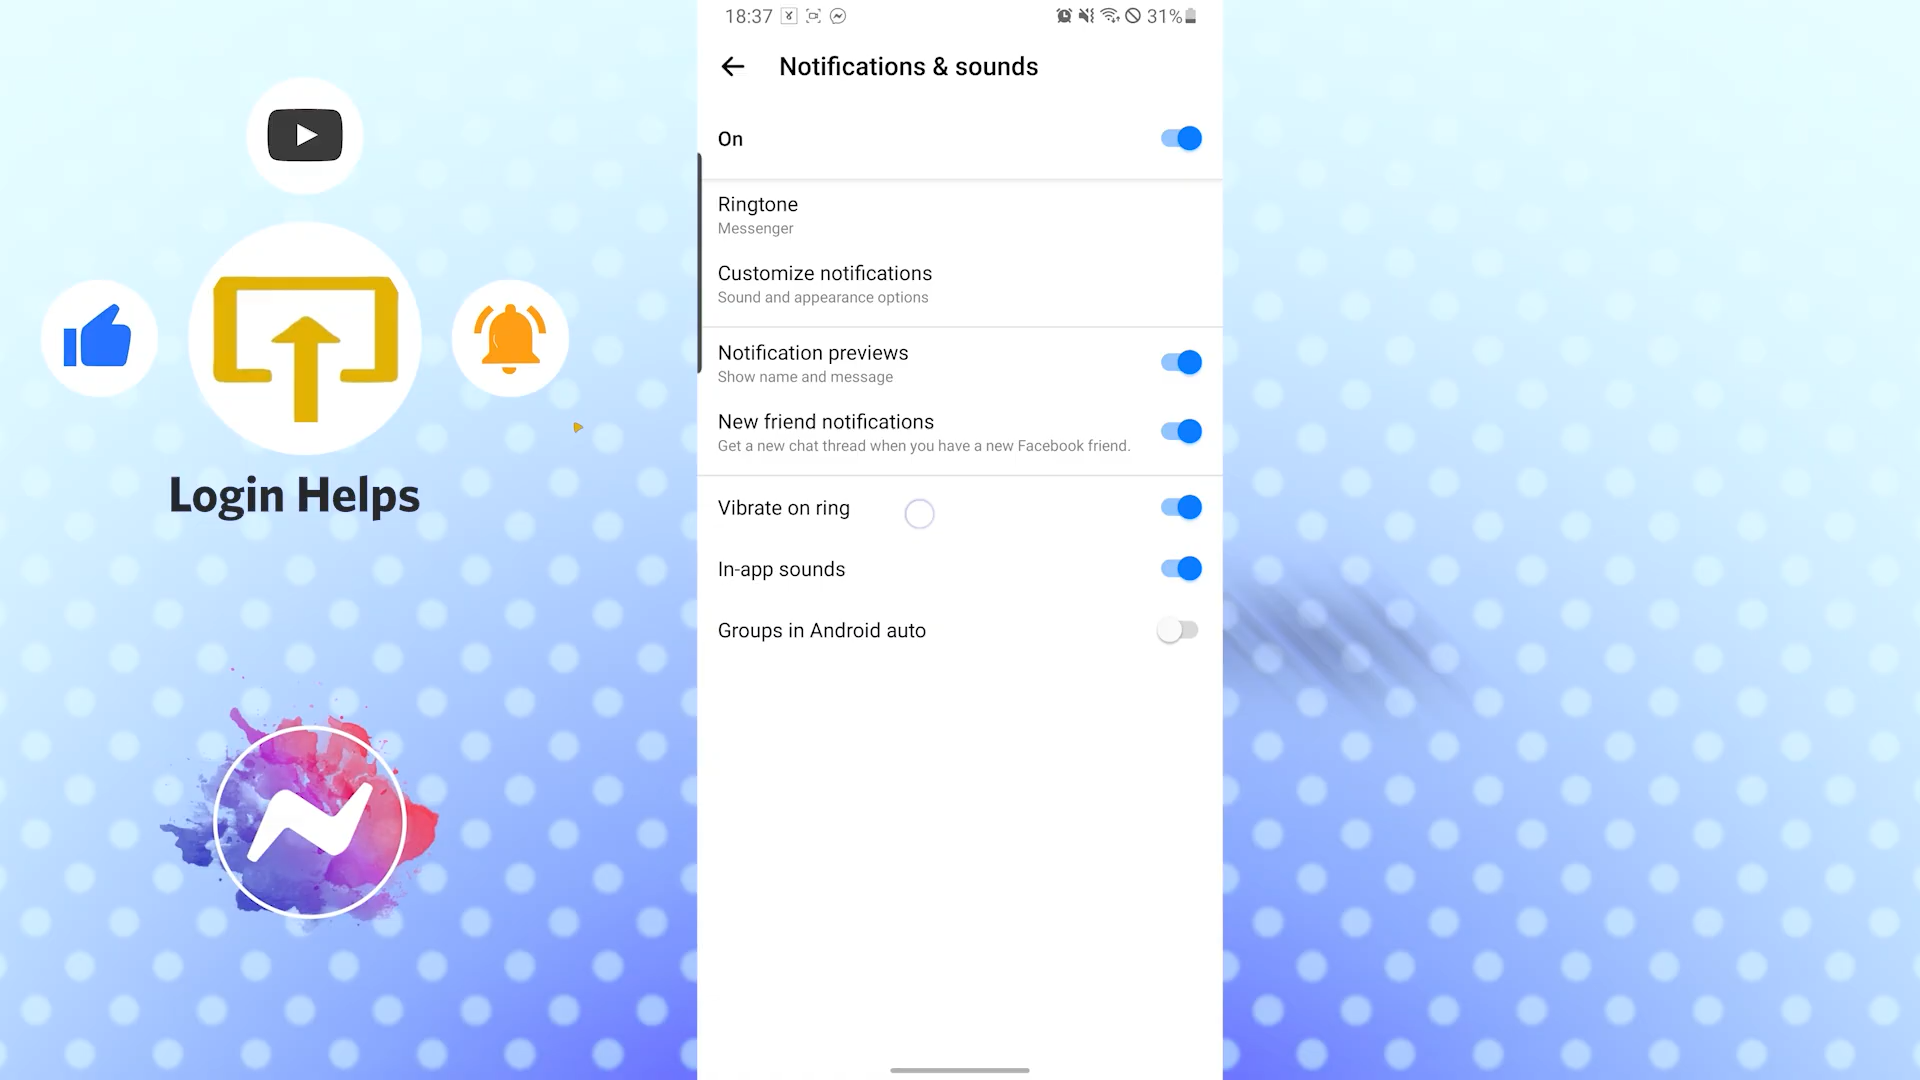 18:37
31%
Notifications & sounds
On
Ringtone
Messenger
Customize notifications
Sound and appearance options
Notification previews
Show name and message
New friend notifications
Get a new chat thread when you have a new Facebook friend.
Vibrate on ring
In-app sounds
Groups in Android auto
Login Helps